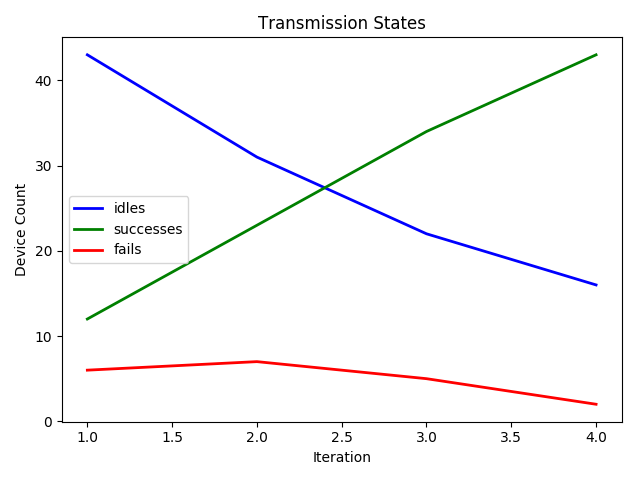 Transmission States
Device Count
40
30
20
10
0
idles
successes
fails
1.0 1.5 2.0 2.5 3.0 3.5 4.0
Iteration